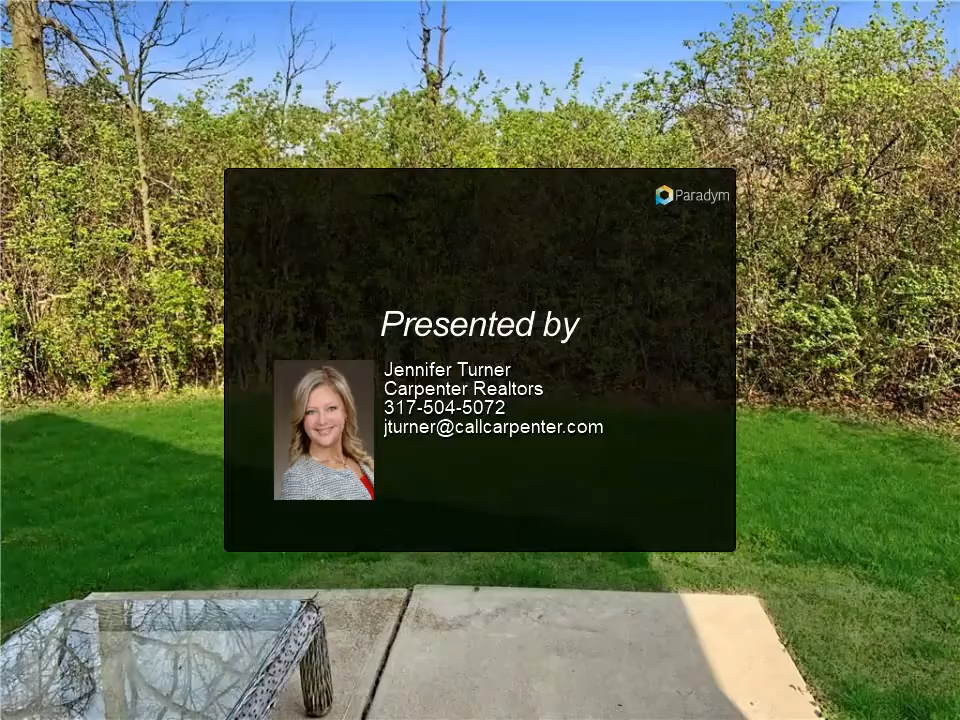 Paradym
Presented by
Jennifer Turner
Carpenter Realtors
317-504-5072
jturner@callcarpenter.com